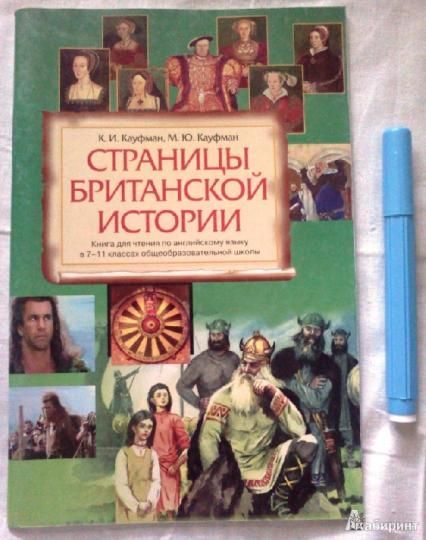 К. И. Кауфман, М. Ю. Кауфман
СТРАНИЦЫ
БРИТАНСКОЙ
ИСТОРИИ
Книга для чтения по английскому языку
в 7–11 классах общеобразовательной школы
Лабиринт